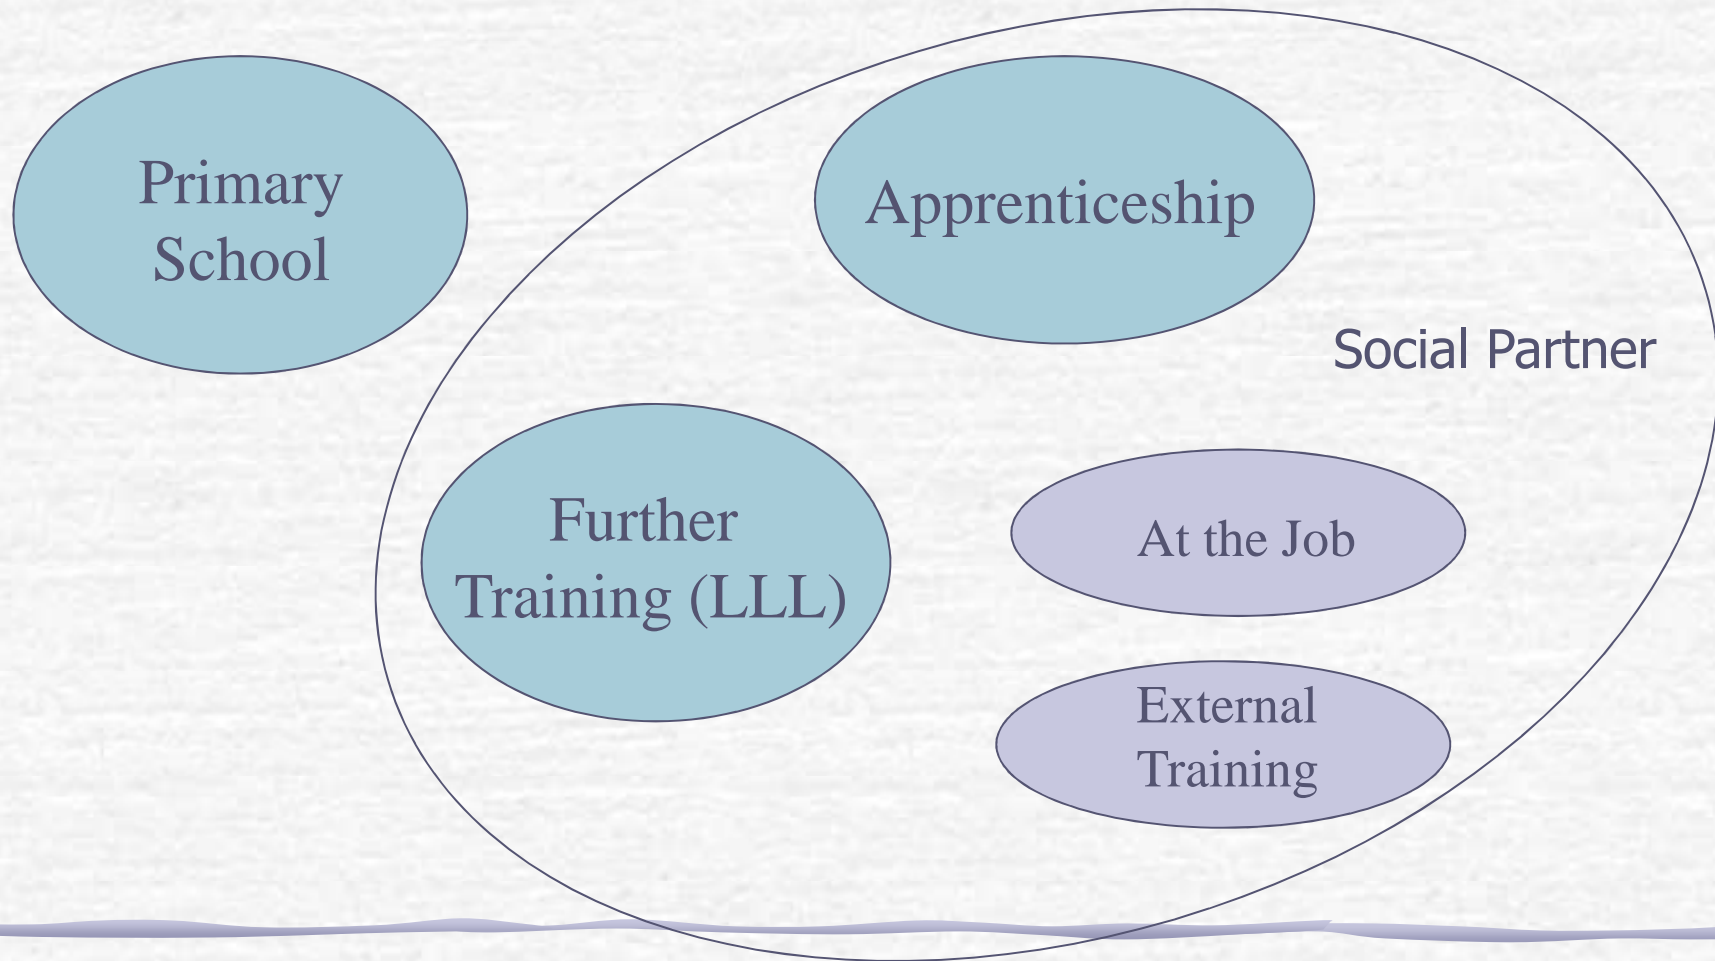 Primary
School
Apprenticeship
Social Partner
Further
Training (LLL)
At the Job
External
Training